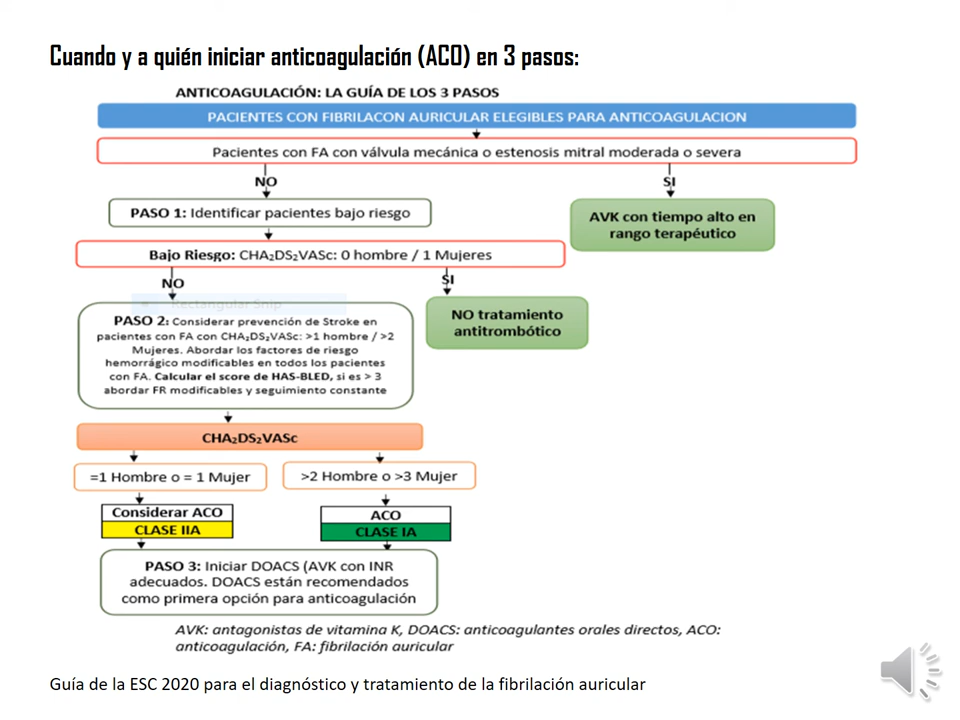 Cuando y a quién iniciar anticoagulación (ACO) en 3 pasos:
ANTICOAGULACIÓN: LA GUÍA DE LOS 3 PASOS
PACIENTES CON FIBRILACON AURICULAR ELEGIBLES PARA ANTICOAGULACION
Pacientes con FA con válvula mecánica o estenosis mitral moderada o severa
NO
SI
PASO 1: Identificar pacientes bajo riesgo
AVK con tiempo alto en
rango terapéutico
Bajo Riesgo: CHA₂DS₂VASc: 0 hombre / 1 Mujeres
NO
SI
Rectangular Snip
PASO 2: Considerar prevención de Stroke en
pacientes con FA con CHA₂DS₂VASc: >1 hombre / >2
Mujeres. Abordar los factores de riesgo
hemorrágico modificables en todos los pacientes
con FA. Calcular el score de HAS-BLED, si es > 3
abordar FR modificables y seguimiento constante
NO tratamiento
antitrombótico
CHA₂DS₂VASc
=1 Hombre o = 1 Mujer
>2 Hombre o >3 Mujer
Considerar ACO
CLASE IIA
ACO
CLASE IA
PASO 3: Iniciar DOACS (AVK con INR
adecuados. DOACS están recomendados
como primera opción para anticoagulación
AVK: antagonistas de vitamina K, DOACS: anticoagulantes orales directos, ACO:
anticoagulación, FA: fibrilación auricular
Guía de la ESC 2020 para el diagnóstico y tratamiento de la fibrilación auricular